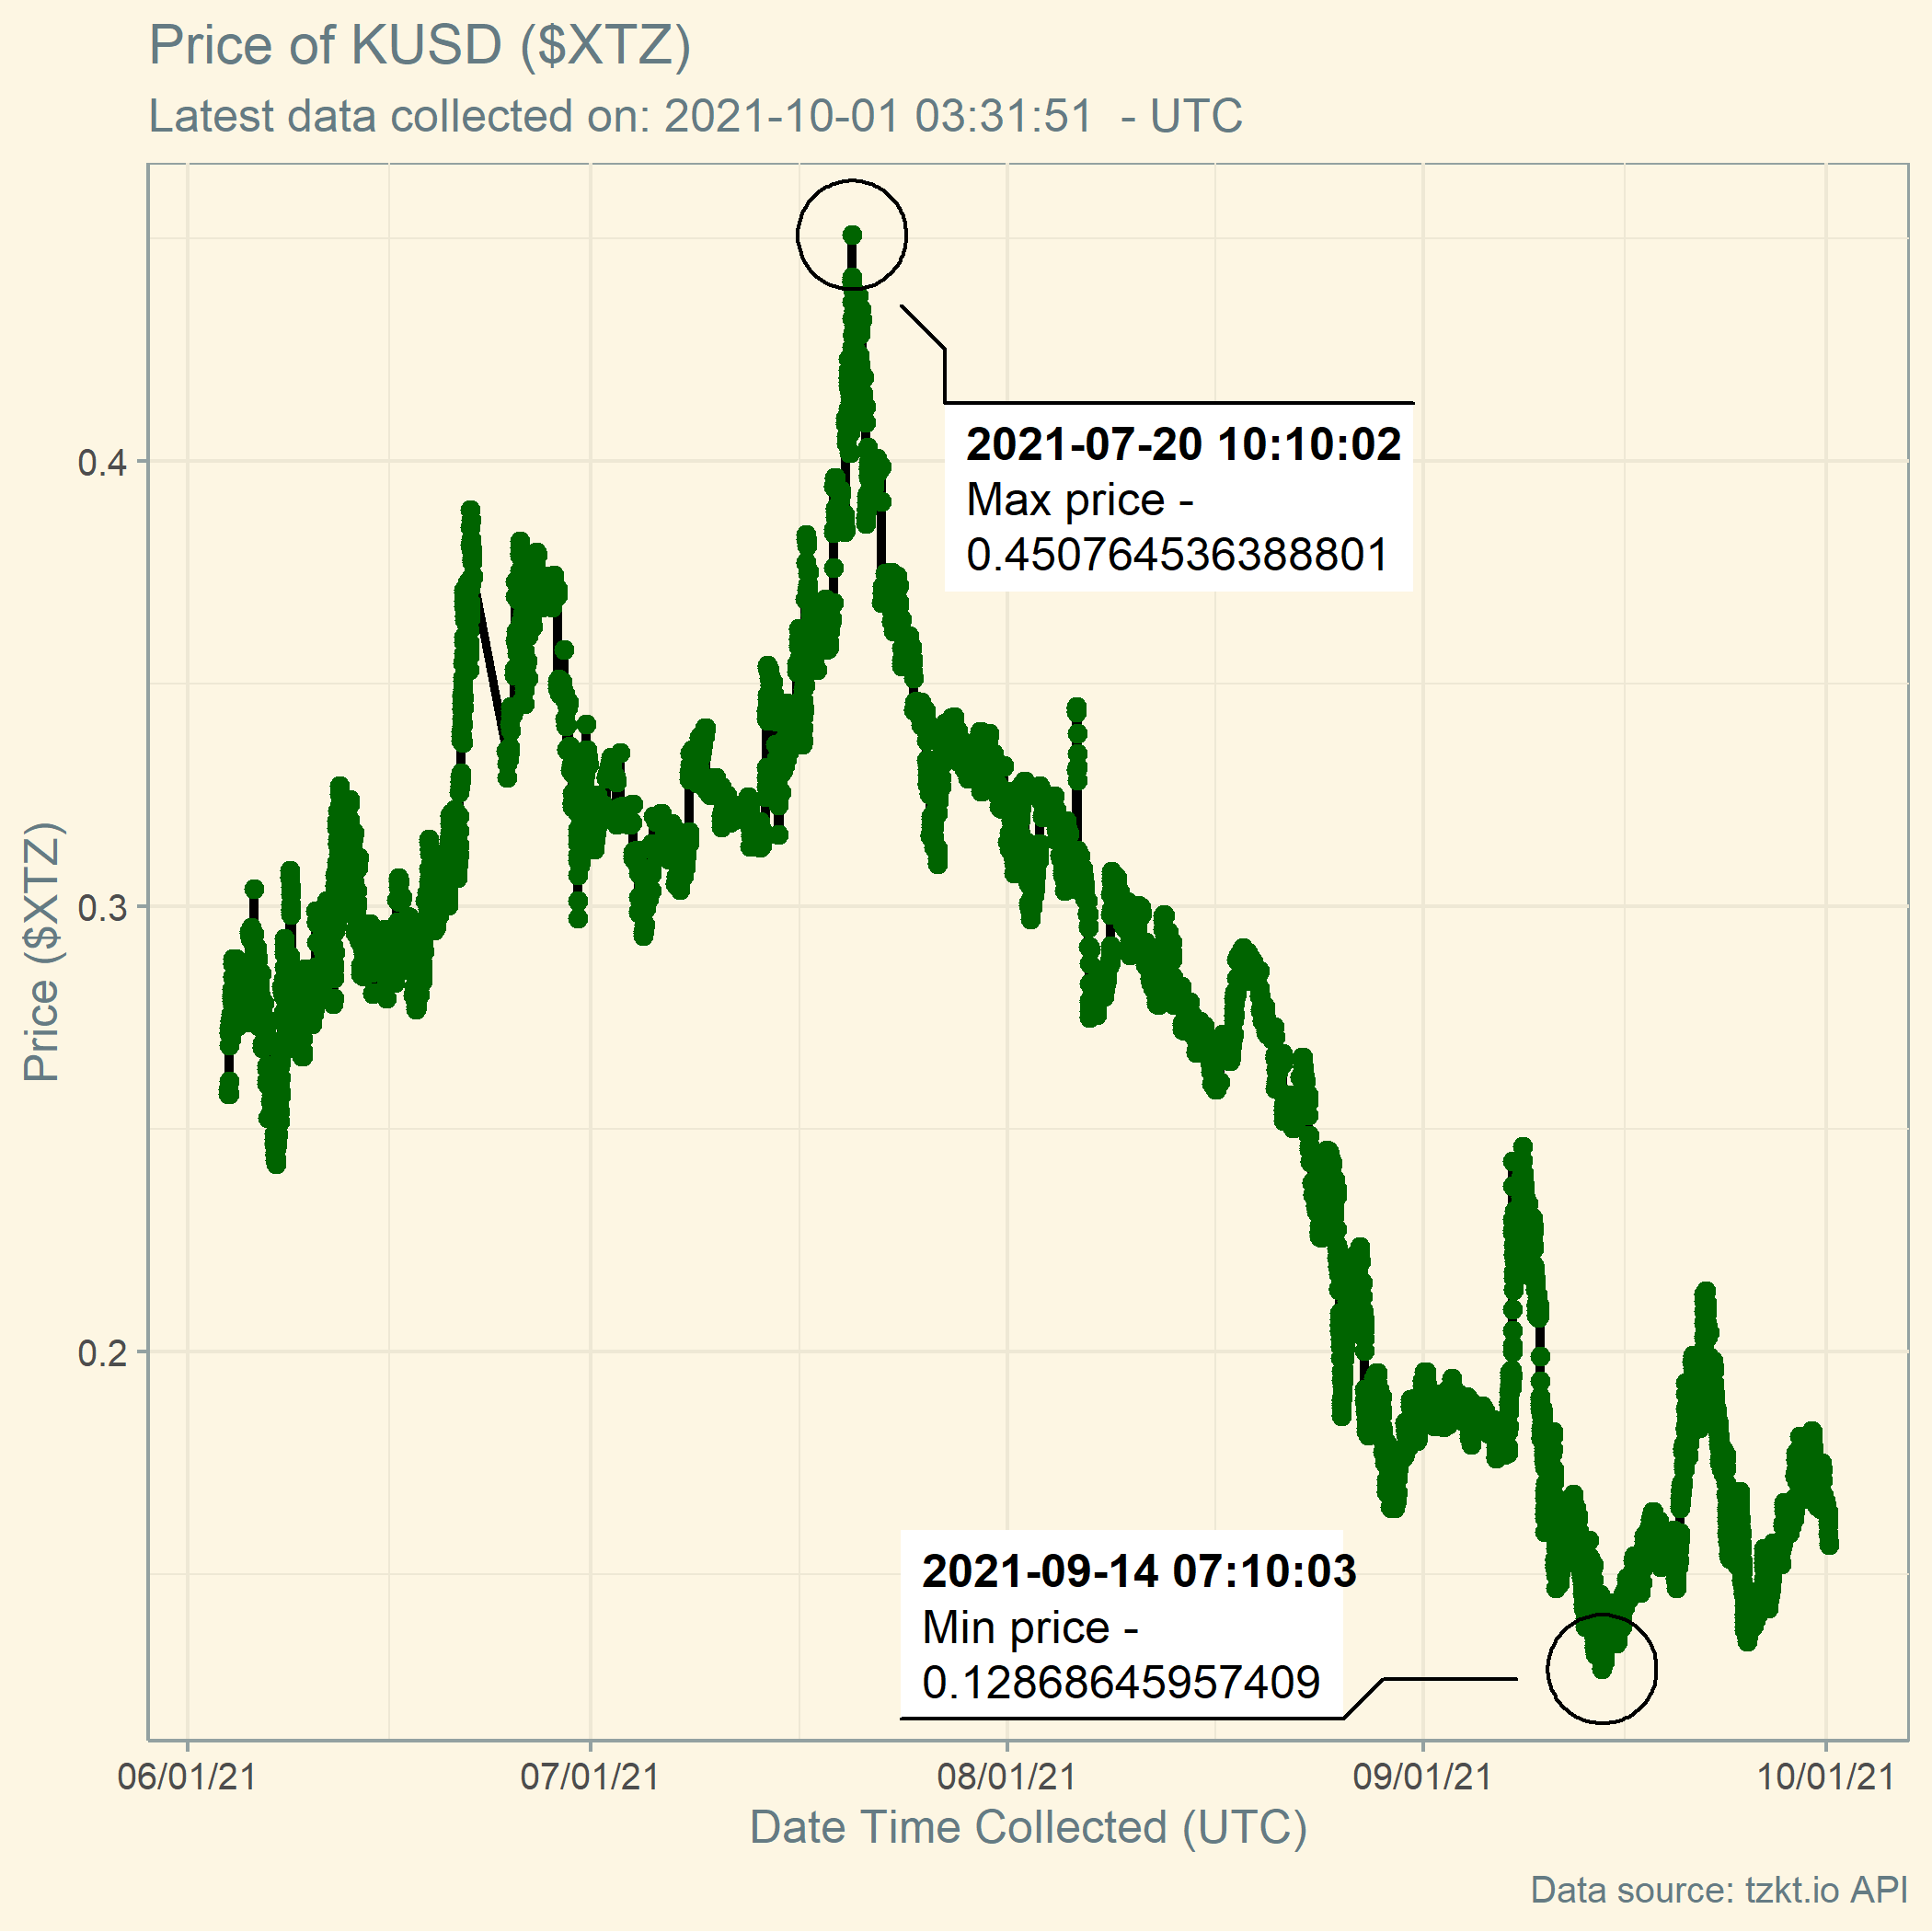 Price of KUSD ($XTZ)
Latest data collected on: 2021-10-01 03:31:51  - UTC
2021-07-20 10:10:02
Max price -
0.450764536388801
0.4
0.3
0.2
Price ($XTZ)
2021-09-14 07:10:03
Min price -
0.12868645957409
06/01/21
07/01/21
08/01/21
09/01/21
10/01/21
Date Time Collected (UTC)
Data source: tzkt.io API